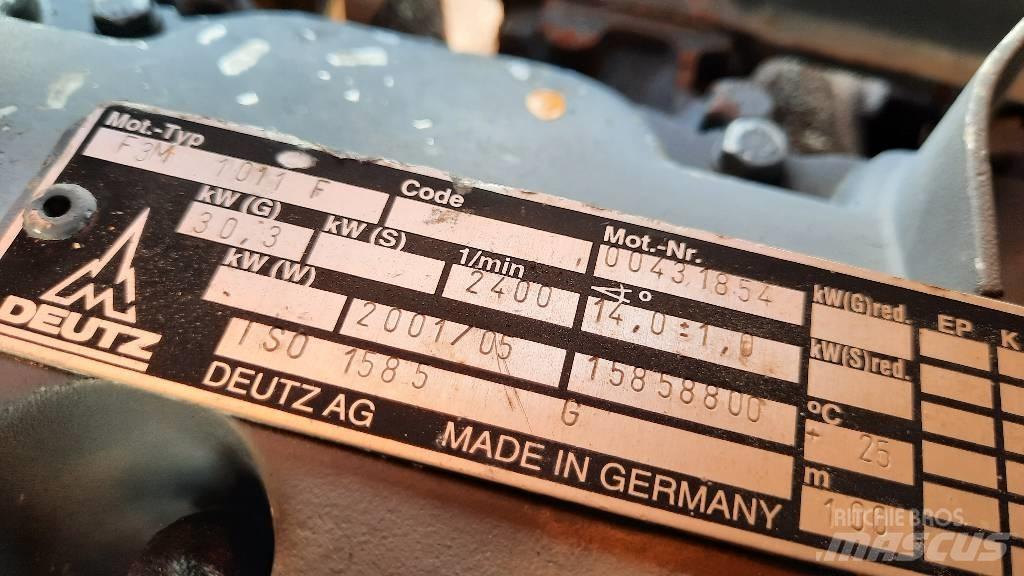 Mot.-Typ Code Mot.-Nr. kW(G)red. EP K
F3M 1011 F 00431854
kW (G) kW (S) 1/min ∢° kW(S)red.
30,3 2400 14,0 ±1,0
kW (W) °C
2001/05 15858800 + 25
ISO 1585 G m
DEUTZ
DEUTZ AG MADE IN GERMANY
RITCHIE BROS.
MASCUS